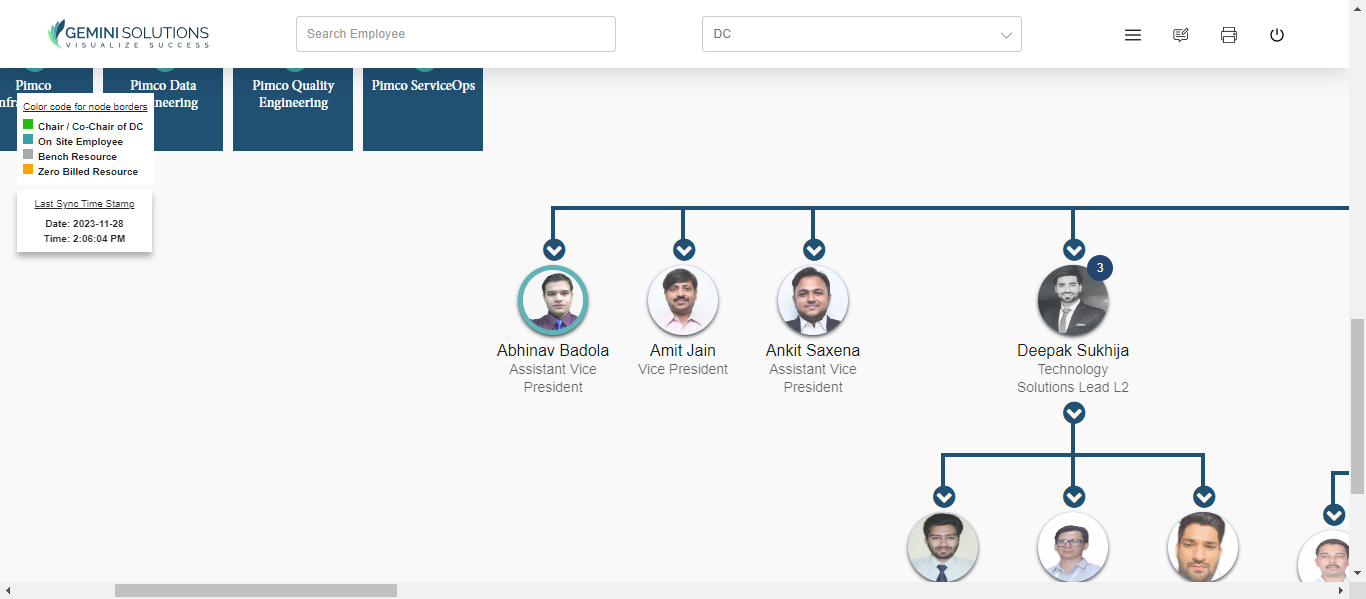 GEMINI SOLUTIONS
VISUALIZE SUCCESS
Search Employee
DC
Pimco
Pimco Data
neering
Pimco Quality
Engineering
Pimco ServiceOps
Color code for node borders
Chair / Co-Chair of DC
On Site Employee
Bench Resource
Zero Billed Resource
Last Sync Time Stamp
Date: 2023-11-28
Time: 2:06:04 PM
3
Abhinav Badola
Assistant Vice
President
Amit Jain
Vice President
Ankit Saxena
Assistant Vice
President
Deepak Sukhija
Technology
Solutions Lead L2